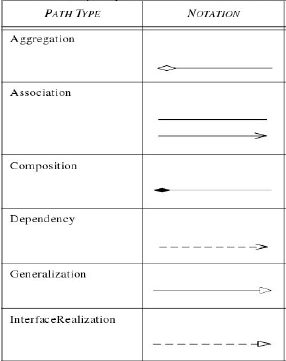 PATH TYPE NOTATION
Aggregation
Association
Composition
Dependency
Generalization
InterfaceRealization